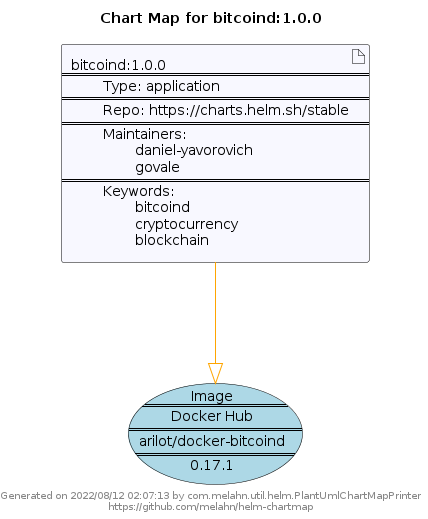 Chart Map for bitcoind:1.0.0
bitcoind:1.0.0
Type: application
Repo: https://charts.helm.sh/stable
Maintainers:
daniel-yavorovich
govale
Keywords:
bitcoind
cryptocurrency
blockchain
Image
Docker Hub
arilot/docker-bitcoind
0.17.1
Generated on 2022/08/12 02:07:13 by com.melahn.util.helm.PlantUmlChartMapPrinter
https://github.com/melahn/helm-chartmap